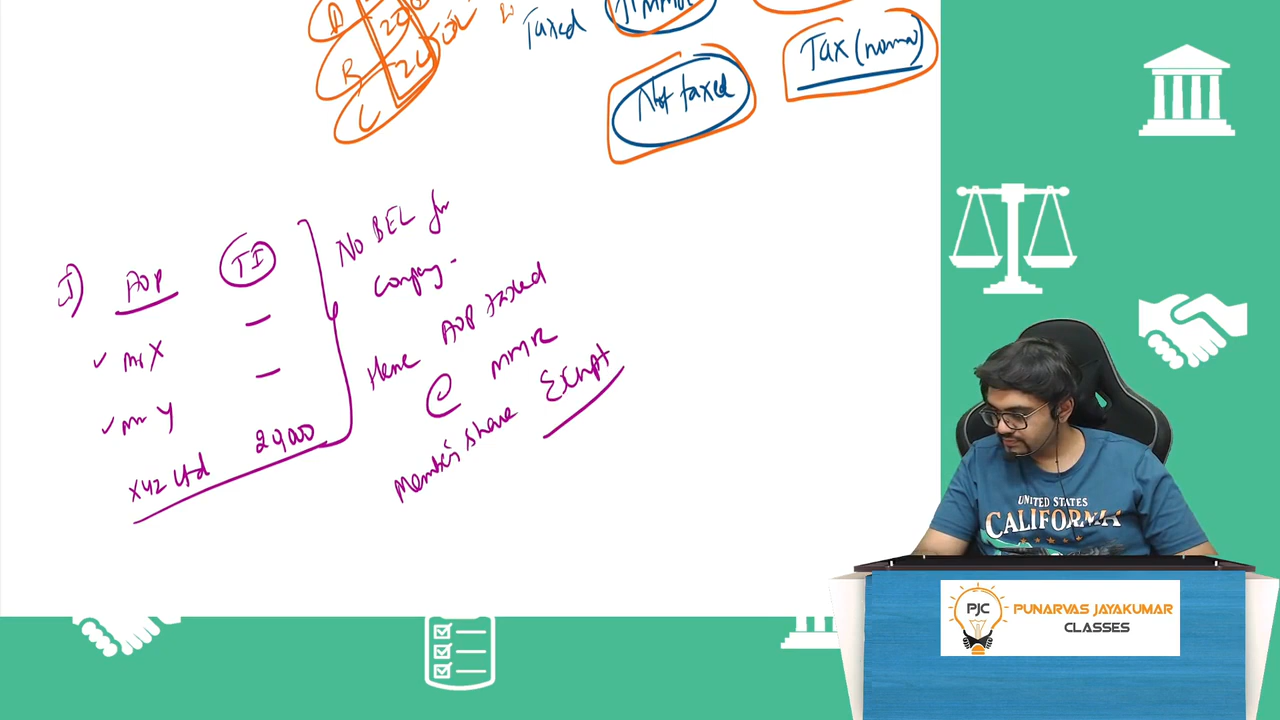 Taxed
Tax (normal)
Not taxed
D
R
L
I) AOP TI
✓ Mr X —
✓ Mr Y —
XYZ Ltd 2400
No BEL for
Company.
Hence AOP taxed
@ MMR
Member's share Exempt
UNITED STATES
CALIFORNIA
PJC
PUNARVAS JAYAKUMAR
CLASSES